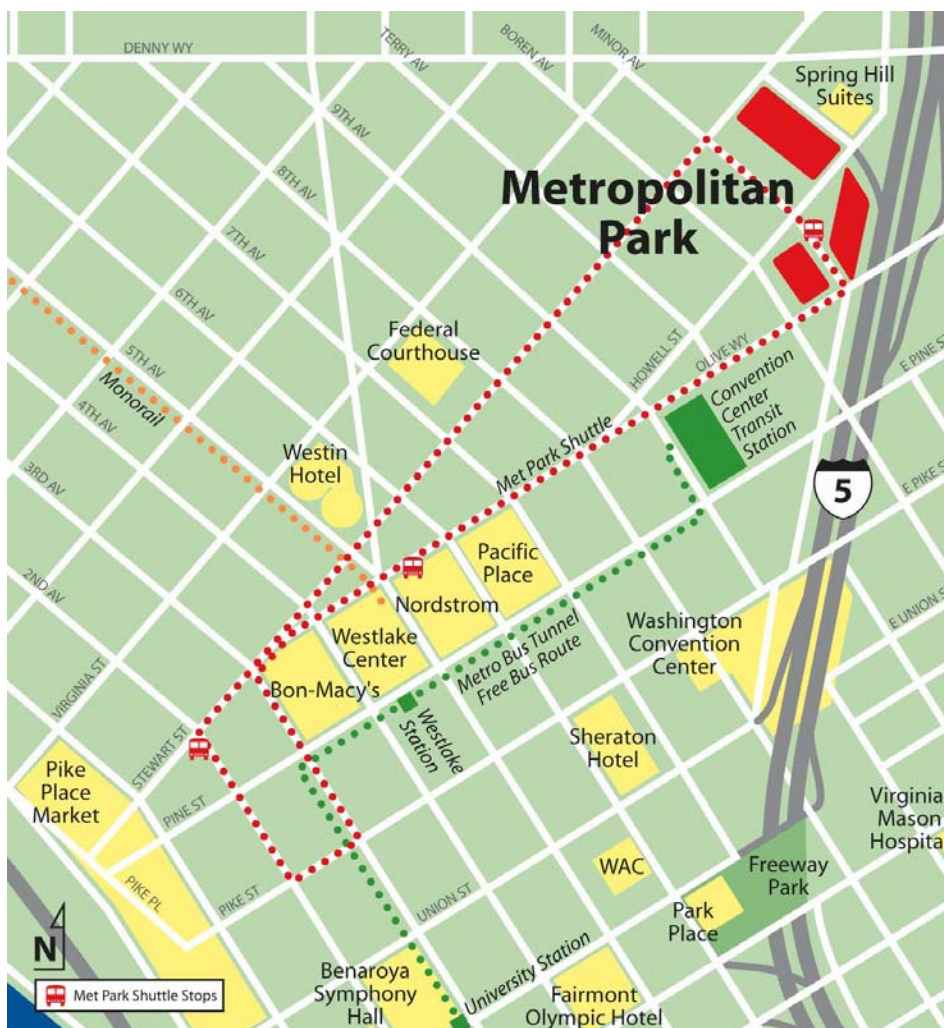 DENNY WY
TERRY AV
BOREN AV
MINOR AV
Spring Hill
Suites
9TH AV
8TH AV
7TH AV
6TH AV
5TH AV
4TH AV
3RD AV
2ND AV
Metropolitan
Park
Monorail
Federal
Courthouse
HOWELL ST
OLIVE WY
E PINE ST
Convention
Center
Transit
Station
Westin
Hotel
Met Park Shuttle
5
E PIKE ST
Pacific
Place
Nordstrom
Westlake
Center
Bon-Macy's
Metro Bus Tunnel
Free Bus Route
Washington
Convention
Center
E UNION S
VIRGINIA ST
STEWART ST
Westlake
Station
Sheraton
Hotel
Pike
Place
Market
PINE ST
Virginia
Mason
Hospita
PIKE PL
PIKE ST
UNION ST
WAC
Freeway
Park
Park
Place
N
University Station
Benaroya
Symphony
Hall
Fairmont
Olympic Hotel
Met Park Shuttle Stops